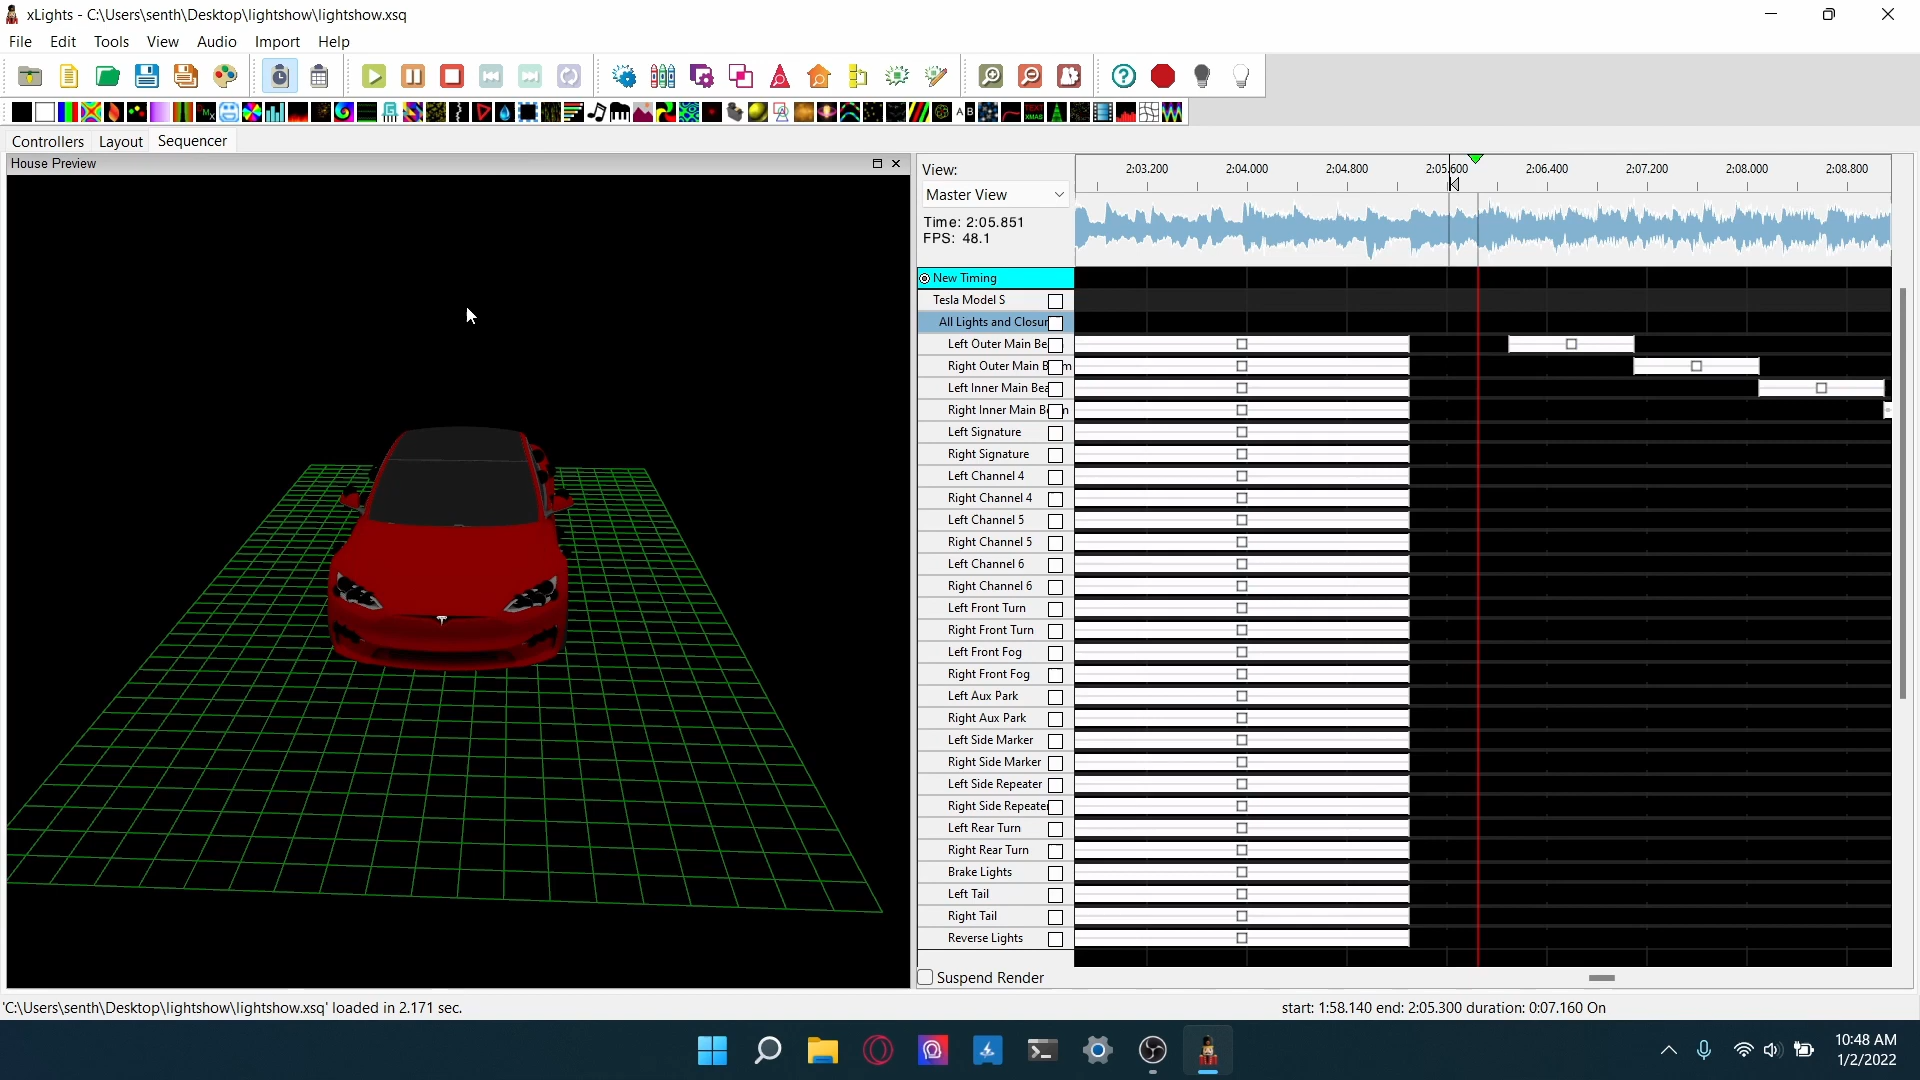 xLights - C:\Users\senth\Desktop\lightshow\lightshow.xsq
File Edit Tools View Audio Import Help
Controllers Layout Sequencer
House Preview
View:
Master View
Time: 2:05.851
FPS: 48.1
2:03.200 2:04.000 2:04.800 2:05.600 2:06.400 2:07.200 2:08.000 2:08.800
New Timing
Tesla Model S
All Lights and Closur
Left Outer Main Be
Right Outer Main B m
Left Inner Main Bea
Right Inner Main B m
Left Signature
Right Signature
Left Channel 4
Right Channel 4
Left Channel 5
Right Channel 5
Left Channel 6
Right Channel 6
Left Front Turn
Right Front Turn
Left Front Fog
Right Front Fog
Left Aux Park
Right Aux Park
Left Side Marker
Right Side Marker
Left Side Repeater
Right Side Repeater
Left Rear Turn
Right Rear Turn
Brake Lights
Left Tail
Right Tail
Reverse Lights
Suspend Render
'C:\Users\senth\Desktop\lightshow\lightshow.xsq' loaded in 2.171 sec.
start: 1:58.140 end: 2:05.300 duration: 0:07.160 On
10:48 AM
1/2/2022